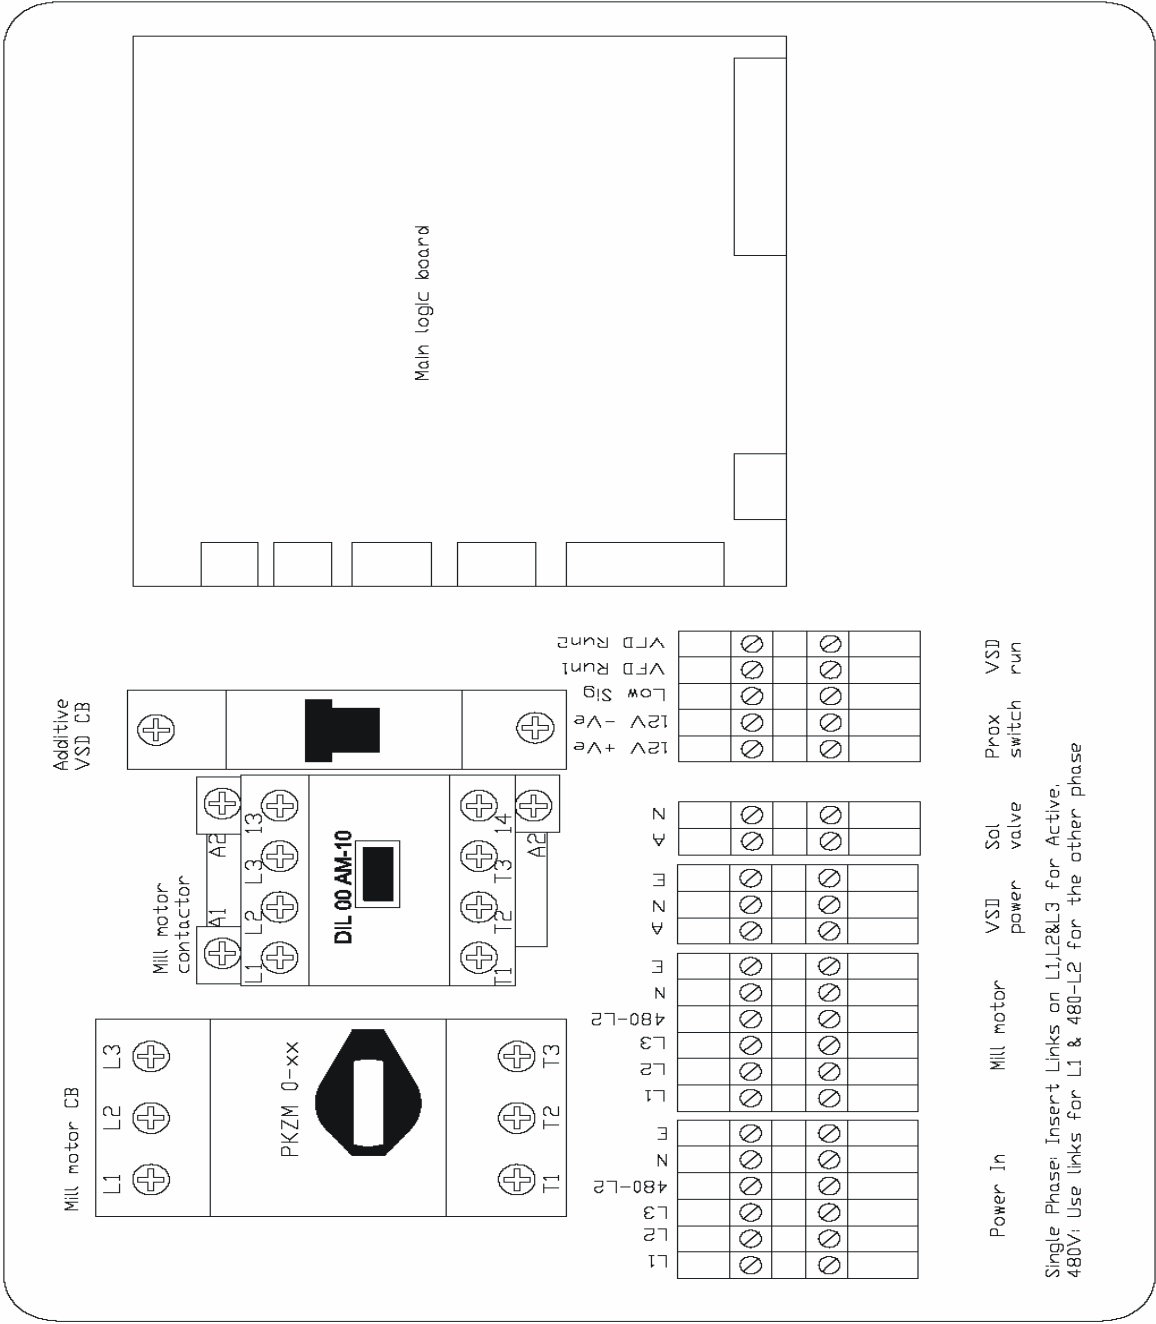 Main logic board
Additive
VSD CB
Mill motor
contactor
A1
A2
L1
L2
L3
13
DIL 00 AM-10
T1
T2
T3
14
A2
Mill motor CB
L1
L2
L3
PKZM 0-xx
T1
T2
T3
L1
L2
L3
480-L2
N
E
L1
L2
L3
480-L2
N
E
A
N
E
A
N
12V +Ve
12V -Ve
Low Sig
VFD Run1
VFD Run2
Power In
Mill motor
VSD
power
Sol
valve
Prox
switch
VSD
run
Single Phase: Insert Links on L1,L2&L3 for Active.
480V: Use links for L1 & 480-L2 for the other phase